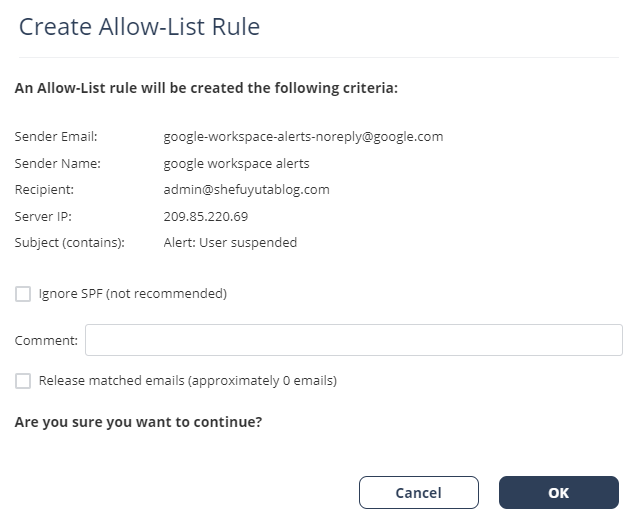 Create Allow-List Rule
An Allow-List rule will be created the following criteria:
Sender Email: google-workspace-alerts-noreply@google.com
Sender Name: google workspace alerts
Recipient: admin@shefuyutablog.com
Server IP: 209.85.220.69
Subject (contains): Alert: User suspended
Ignore SPF (not recommended)
Comment:
Release matched emails (approximately 0 emails)
Are you sure you want to continue?
Cancel OK